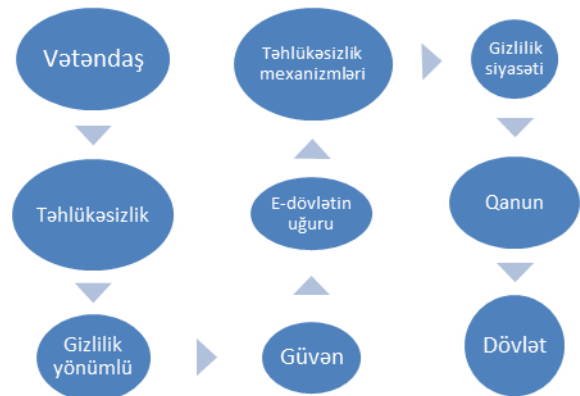 Vətəndaş
Təhlükəsizlik
Gizlilik
yönümlü
Güvən
E-dövlətin
uğuru
Təhlükəsizlik
mexanizmləri
Gizlilik
siyasəti
Qanun
Dövlət